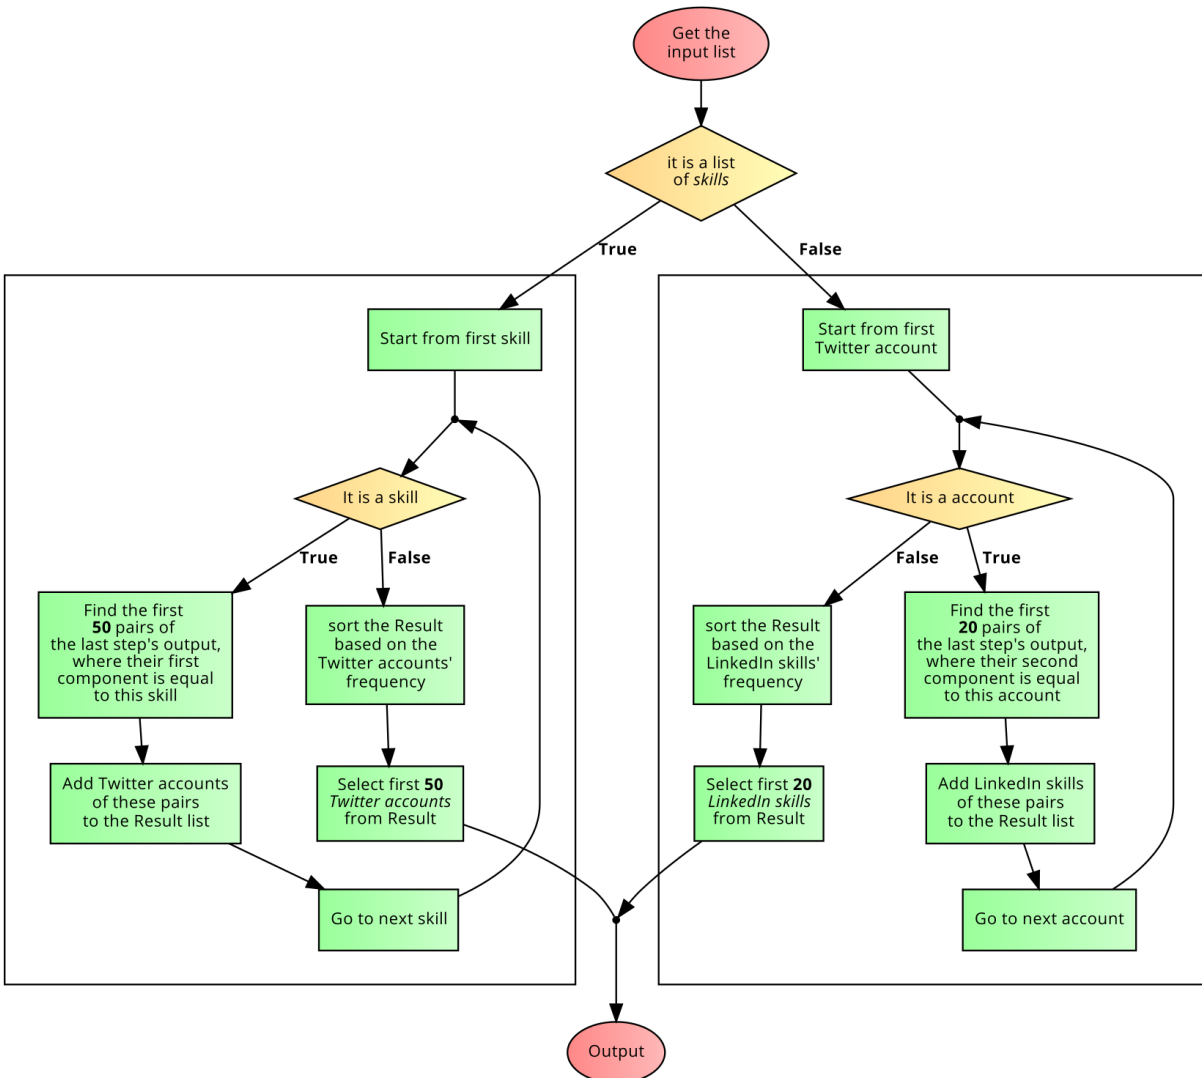 Get the
input list
it is a list
of skills
True
False
Start from first skill
It is a skill
True
False
Find the first
50 pairs of
the last step's output,
where their first
component is equal
to this skill
sort the Result
based on the
Twitter accounts'
frequency
Add Twitter accounts
of these pairs
to the Result list
Select first 50
Twitter accounts
from Result
Go to next skill
Start from first
Twitter account
It is a account
False
True
sort the Result
based on the
LinkedIn skills'
frequency
Find the first
20 pairs of
the last step's output,
where their second
component is equal
to this account
Select first 20
LinkedIn skills
from Result
Add LinkedIn skills
of these pairs
to the Result list
Go to next account
Output